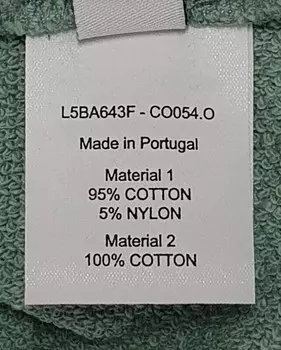 L5BA643F - CO054.O
Made in Portugal
Material 1
95% COTTON
5% NYLON
Material 2
100% COTTON